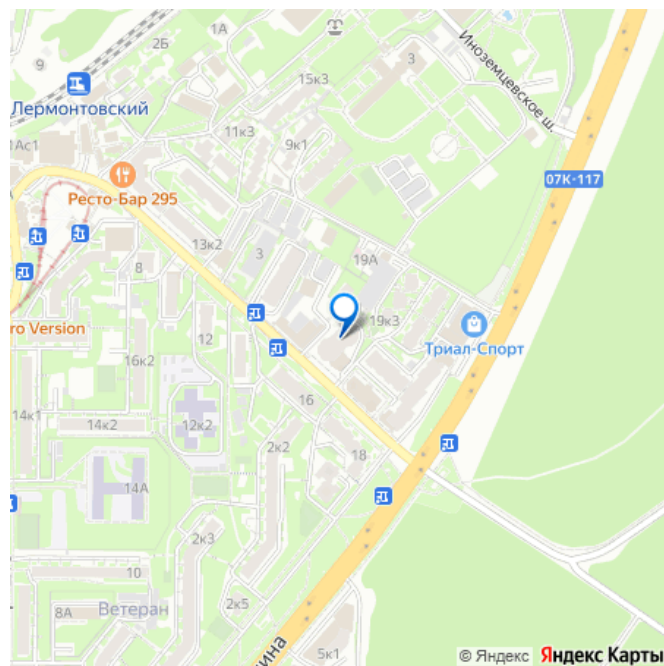 1А
2Б
3
Иноземцевское ш.
9
15к3
Лермонтовский
11к3
1Ас1
9к1
07К-117
Ресто-Бар 295
13к2
3
19А
8
ro Version
12
19к3
Триал-Спорт
16к2
16
14к1
14к2
12к2
2к2
18
14А
2к3
10
8А
Ветеран
2к5
ина
5к1
© Яндекс Яндекс Карты